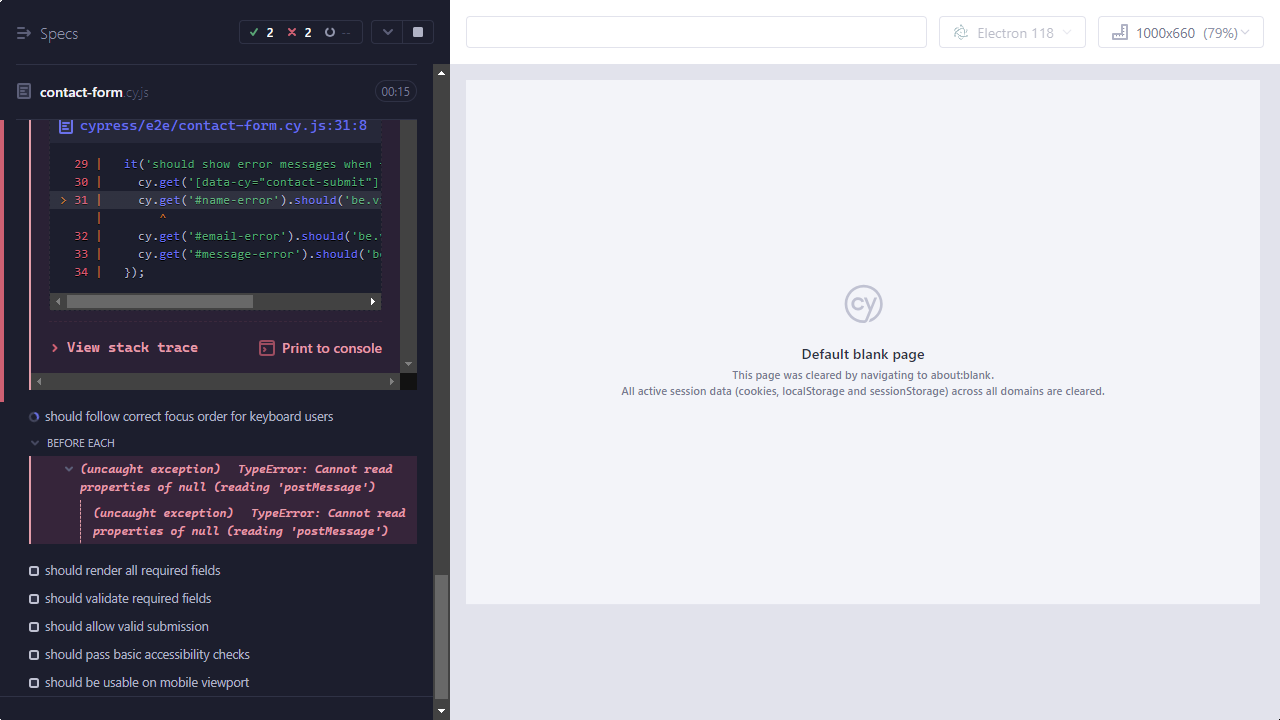 Specs
2
2
--
contact-form.cy.js
00:15
cypress/e2e/contact-form.cy.js:31:8
29 | it('should show error messages when
30 | cy.get('[data-cy="contact-submit"]
> 31 | cy.get('#name-error').should('be.v
| ^
32 | cy.get('#email-error').should('be.
33 | cy.get('#message-error').should('b
34 | });
View stack trace
Print to console
should follow correct focus order for keyboard users
BEFORE EACH
(uncaught exception) TypeError: Cannot read
properties of null (reading 'postMessage')
(uncaught exception) TypeError: Cannot read
properties of null (reading 'postMessage')
should render all required fields
should validate required fields
should allow valid submission
should pass basic accessibility checks
should be usable on mobile viewport
Electron 118
1000x660 (79%)
cy
Default blank page
This page was cleared by navigating to about:blank.
All active session data (cookies, localStorage and sessionStorage) across all domains are cleared.